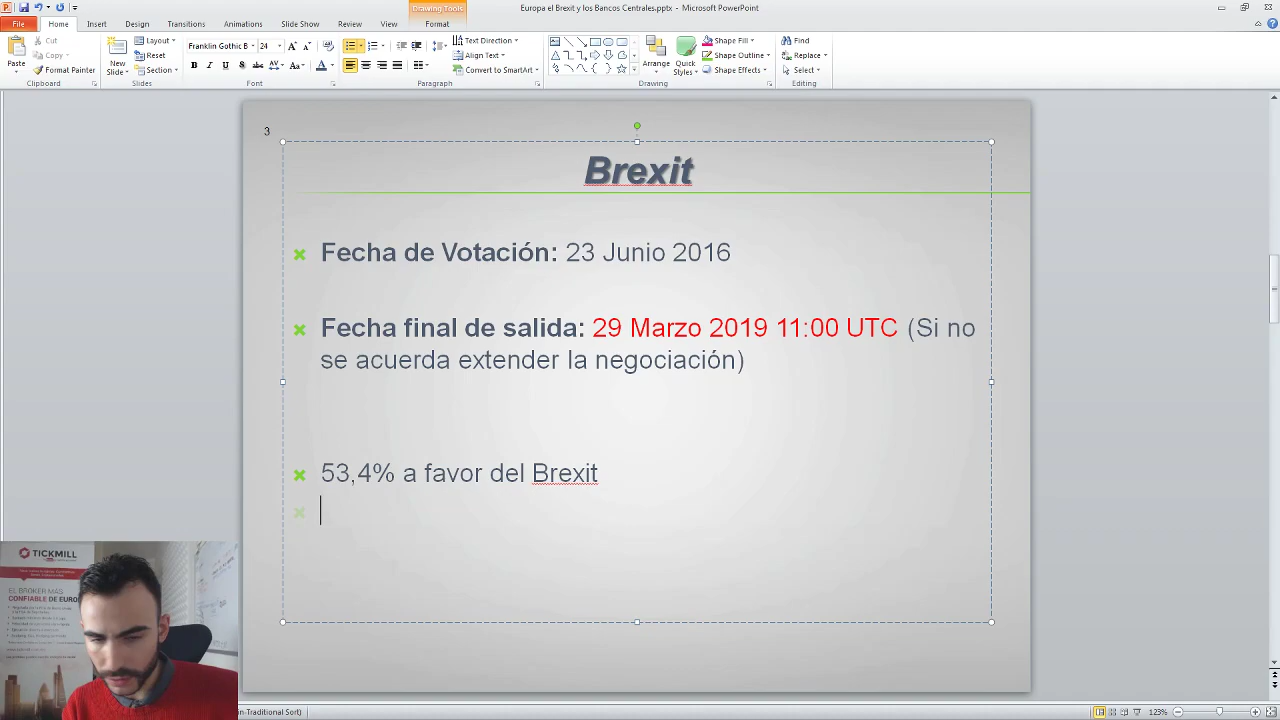 Drawing Tools
Europa el Brexit y los Bancos Centrales.pptx - Microsoft PowerPoint
File Home Insert Design Transitions Animations Slide Show Review View Format
Paste
Cut
Copy
Format Painter
Clipboard
New Slide
Layout
Reset
Section
Slides
Franklin Gothic B 24
Font
Paragraph
Text Direction
Align Text
Convert to SmartArt
Arrange
Quick Styles
Shape Fill
Shape Outline
Shape Effects
Drawing
Find
Replace
Select
Editing
3
Brexit
Fecha de Votación: 23 Junio 2016
Fecha final de salida: 29 Marzo 2019 11:00 UTC (Si no
se acuerda extender la negociación)
53,4% a favor del Brexit
TICKMILL
EL BROKER MÁS
CONFIABLE DE EURO
in-Traditional Sort)
123%